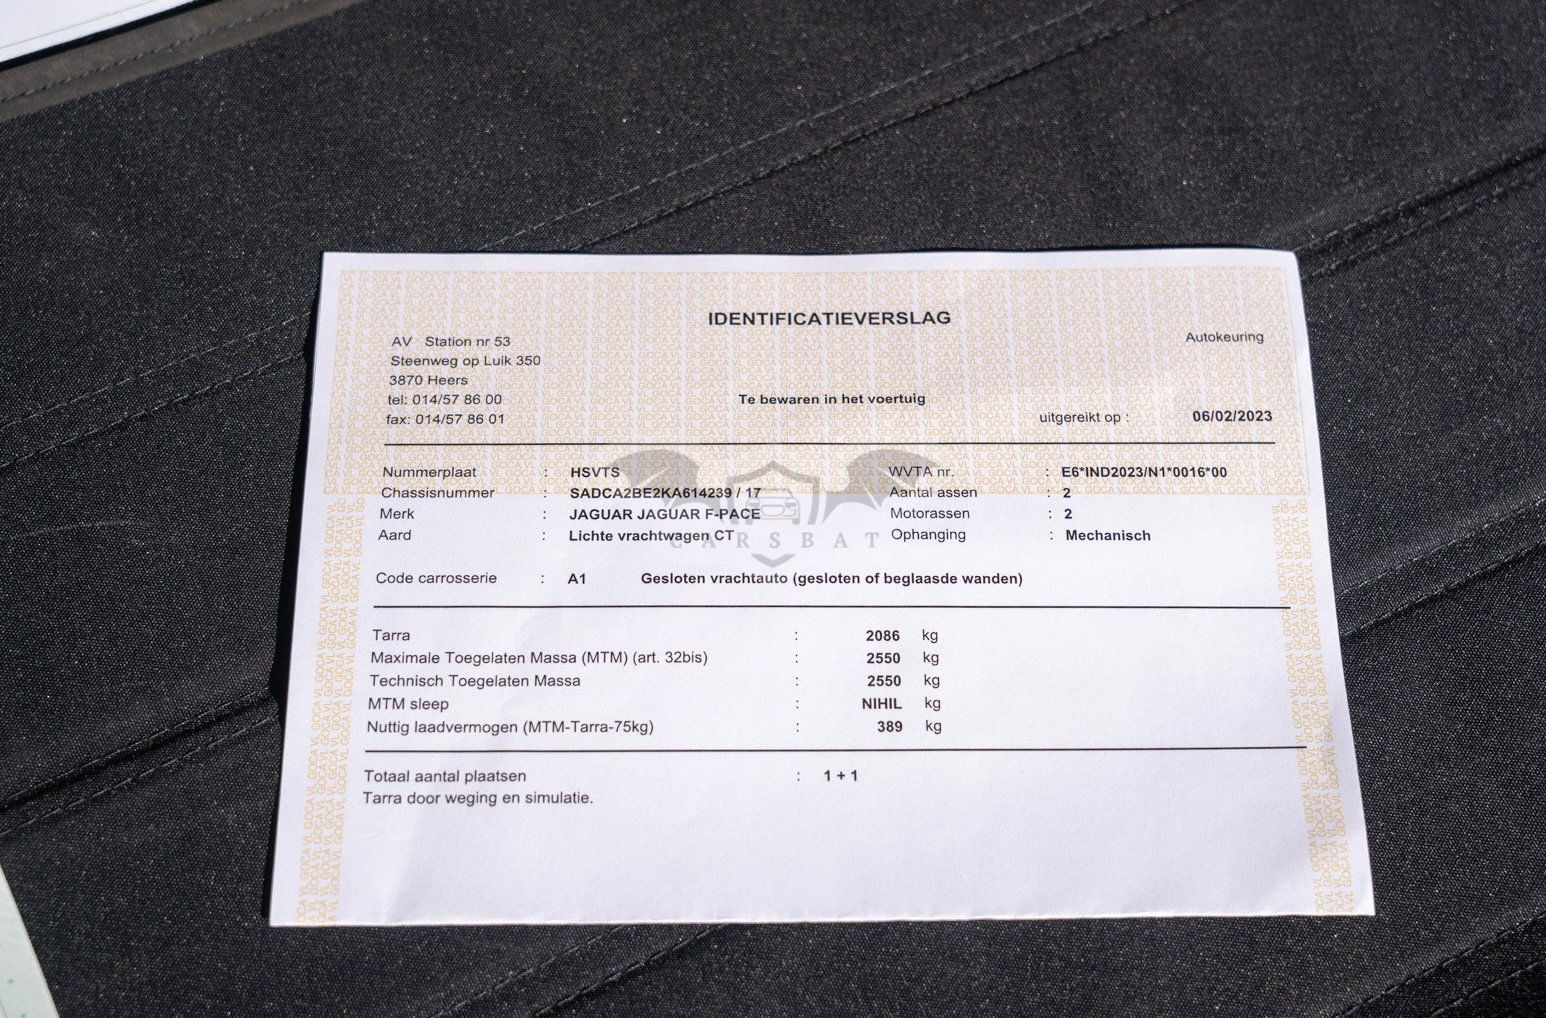 IDENTIFICATIEVERSLAG
AV Station nr 53
Autokeuring
Steenweg op Luik 350
3870 Heers
tel: 014/57 86 00
Te bewaren in het voertuig
fax: 014/57 86 01
uitgereikt op : 06/02/2023
Nummerplaat : HSVTS WVTA nr. : E6*IND2023/N1*0016*00
Chassisnummer : SADCA2BE2KA614239 / 17 Aantal assen : 2
Merk : JAGUAR JAGUAR F-PACE Motorassen : 2
Aard : Lichte vrachtwagen CT Ophanging : Mechanisch
CARSBAT
Code carrosserie : A1 Gesloten vrachtauto (gesloten of beglaasde wanden)
Tarra : 2086 kg
Maximale Toegelaten Massa (MTM) (art. 32bis) : 2550 kg
Technisch Toegelaten Massa : 2550 kg
MTM sleep : NIHIL kg
Nuttig laadvermogen (MTM-Tarra-75kg) : 389 kg
Totaal aantal plaatsen : 1 + 1
Tarra door weging en simulatie.